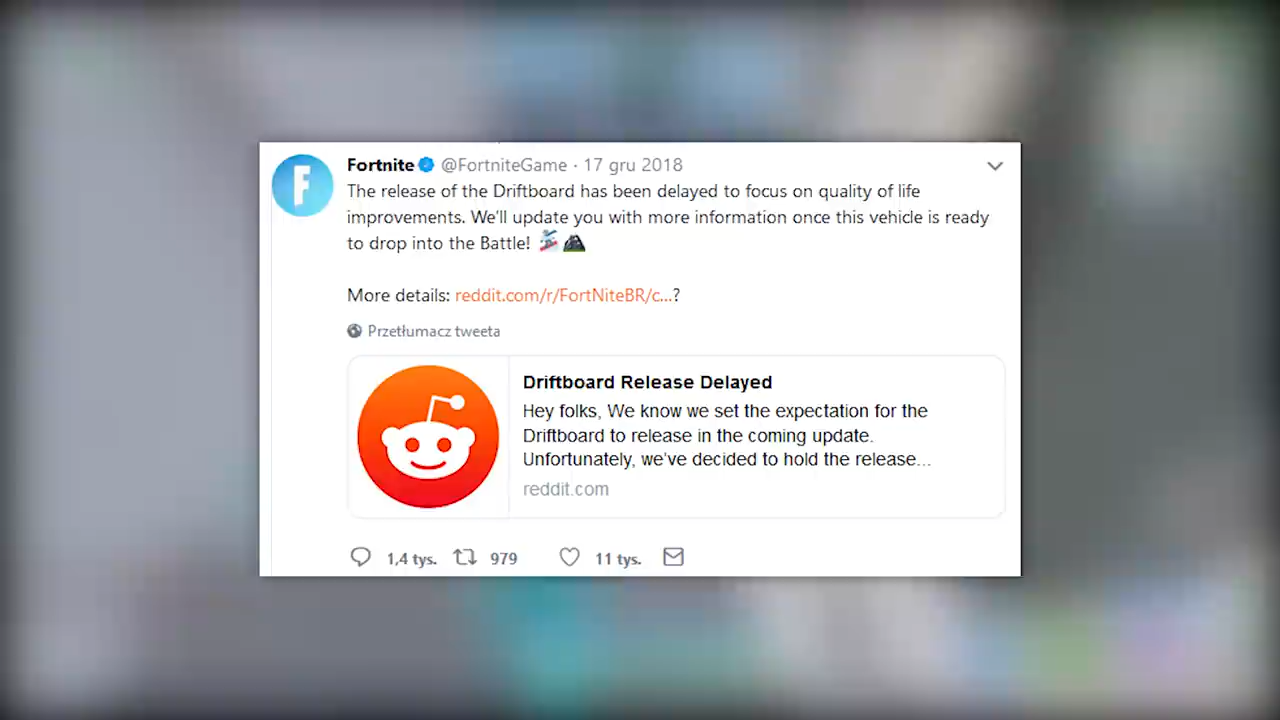 Fortnite @FortniteGame · 17 gru 2018
The release of the Driftboard has been delayed to focus on quality of life
improvements. We'll update you with more information once this vehicle is ready
to drop into the Battle! 🏂 ⛰
More details: reddit.com/r/FortNiteBR/c...?
Przetłumacz tweeta
Driftboard Release Delayed
Hey folks, We know we set the expectation for the
Driftboard to release in the coming update.
Unfortunately, we've decided to hold the release...
reddit.com
1,4 tys. 979 11 tys.